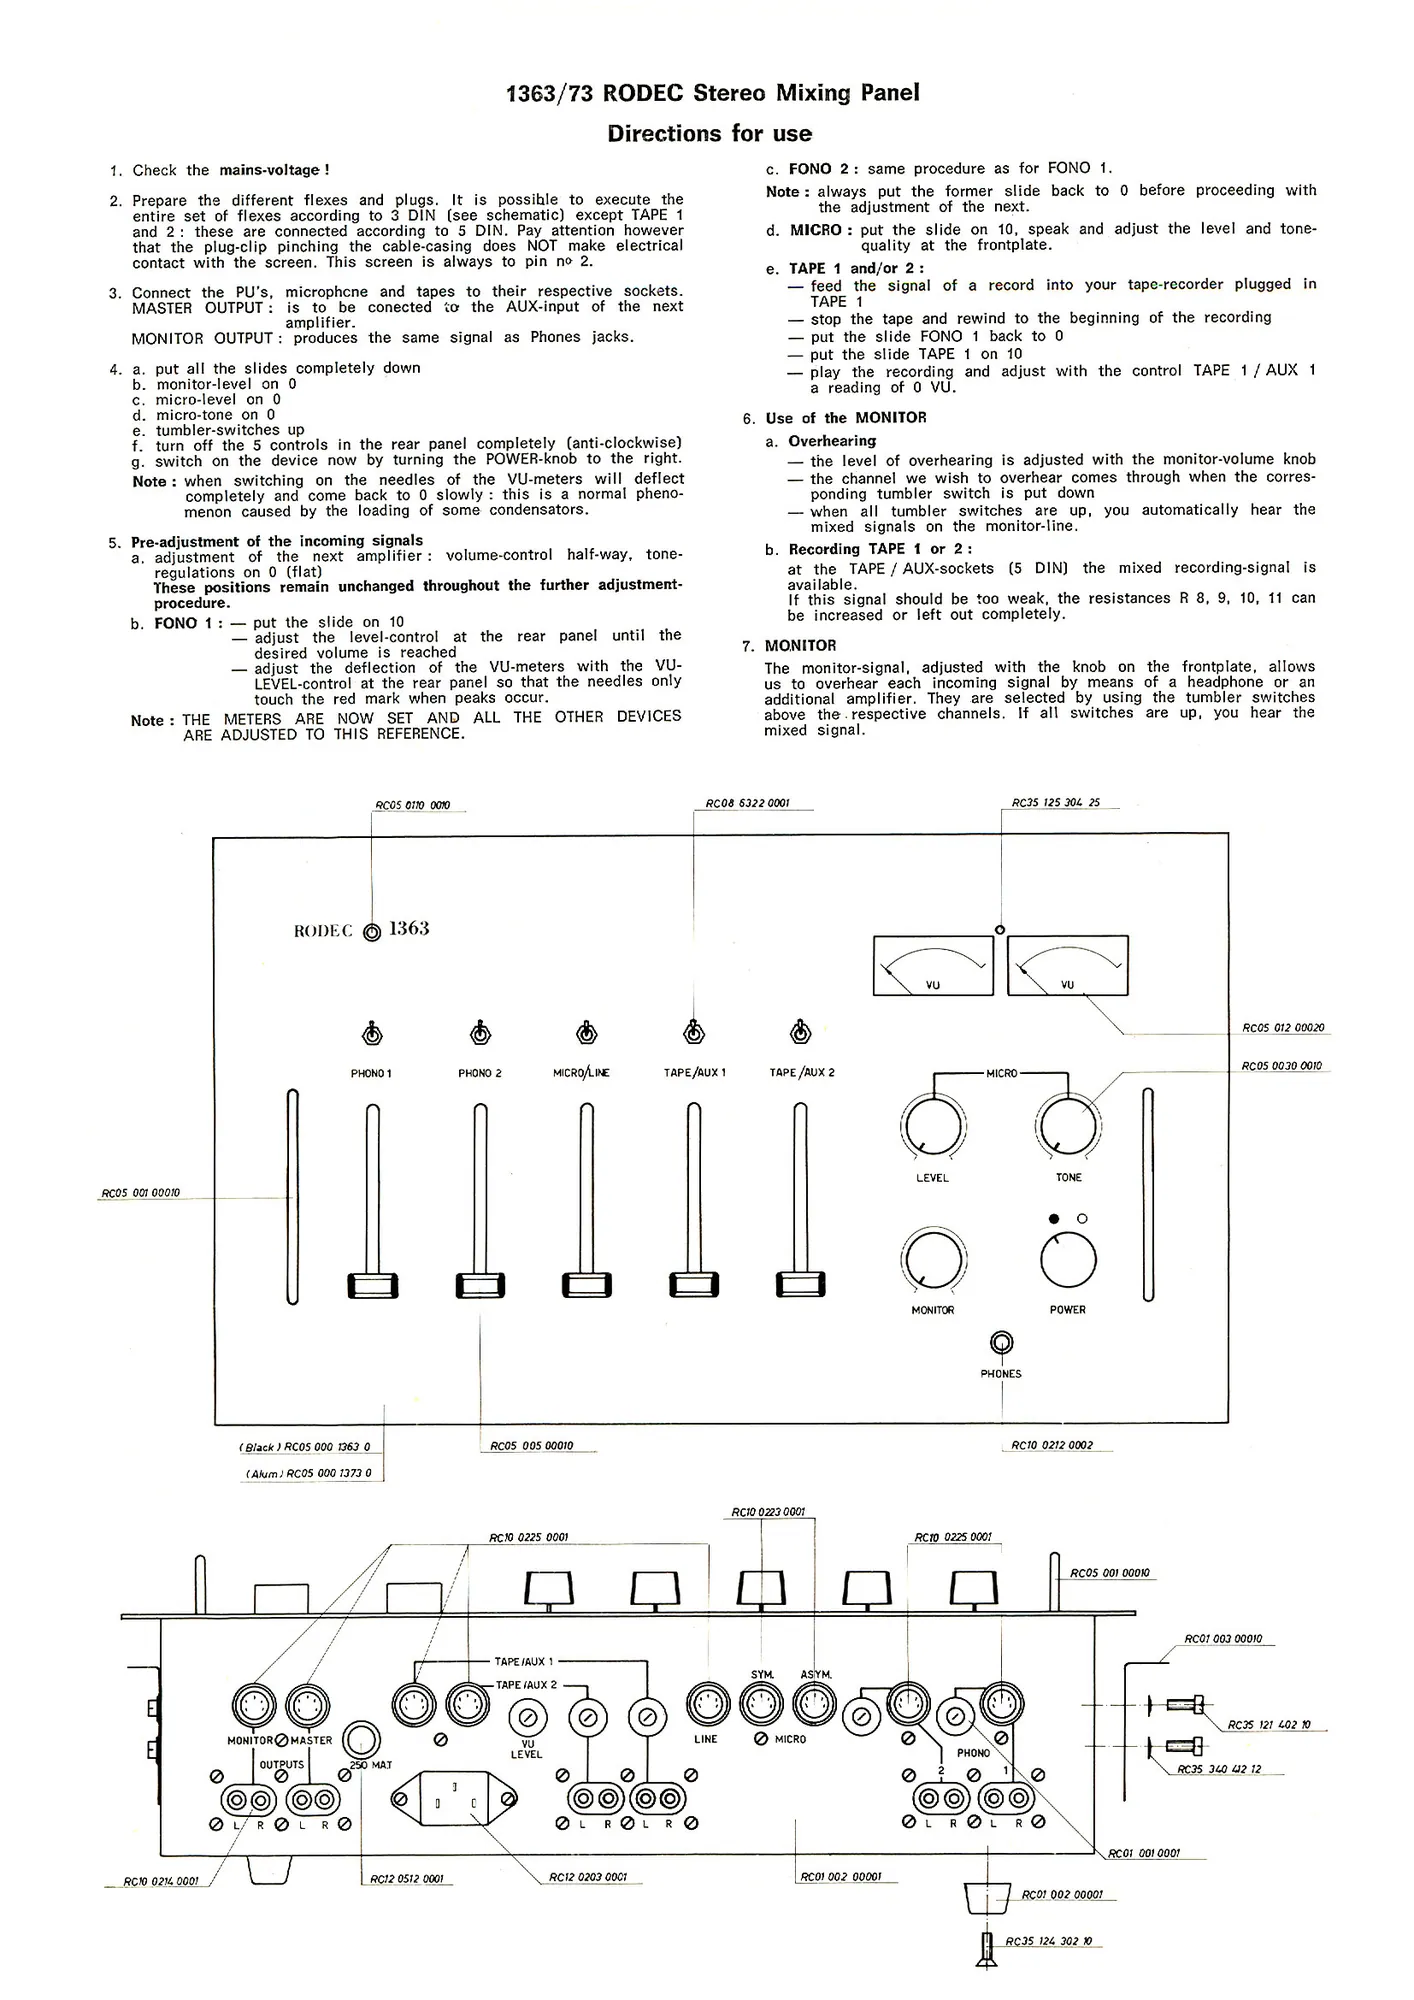 1363/73 RODEC Stereo Mixing Panel
Directions for use
1. Check the mains-voltage !
2. Prepare the different flexes and plugs. It is possible to execute the
entire set of flexes according to 3 DIN (see schematic) except TAPE 1
and 2 : these are connected according to 5 DIN. Pay attention however
that the plug-clip pinching the cable-casing does NOT make electrical
contact with the screen. This screen is always to pin no 2.
3. Connect the PU's, microphone and tapes to their respective sockets.
MASTER OUTPUT : is to be conected to the AUX-input of the next
amplifier.
MONITOR OUTPUT : produces the same signal as Phones jacks.
4. a. put all the slides completely down
b. monitor-level on 0
c. micro-level on 0
d. micro-tone on 0
e. tumbler-switches up
f. turn off the 5 controls in the rear panel completely (anti-clockwise)
g. switch on the device now by turning the POWER-knob to the right.
Note : when switching on the needles of the VU-meters will deflect
completely and come back to 0 slowly : this is a normal pheno-
menon caused by the loading of some condensators.
5. Pre-adjustment of the incoming signals
a. adjustment of the next amplifier : volume-control half-way, tone-
regulations on 0 (flat)
These positions remain unchanged throughout the further adjustment-
procedure.
b. FONO 1 : — put the slide on 10
— adjust the level-control at the rear panel until the
desired volume is reached
— adjust the deflection of the VU-meters with the VU-
LEVEL-control at the rear panel so that the needles only
touch the red mark when peaks occur.
Note : THE METERS ARE NOW SET AND ALL THE OTHER DEVICES
ARE ADJUSTED TO THIS REFERENCE.
c. FONO 2 : same procedure as for FONO 1.
Note : always put the former slide back to 0 before proceeding with
the adjustment of the next.
d. MICRO : put the slide on 10, speak and adjust the level and tone-
quality at the frontplate.
e. TAPE 1 and/or 2 :
— feed the signal of a record into your tape-recorder plugged in
TAPE 1
— stop the tape and rewind to the beginning of the recording
— put the slide FONO 1 back to 0
— put the slide TAPE 1 on 10
— play the recording and adjust with the control TAPE 1 / AUX 1
a reading of 0 VU.
6. Use of the MONITOR
a. Overhearing
— the level of overhearing is adjusted with the monitor-volume knob
— the channel we wish to overhear comes through when the corres-
ponding tumbler switch is put down
— when all tumbler switches are up, you automatically hear the
mixed signals on the monitor-line.
b. Recording TAPE 1 or 2 :
at the TAPE / AUX-sockets (5 DIN) the mixed recording-signal is
available.
If this signal should be too weak, the resistances R 8, 9, 10, 11 can
be increased or left out completely.
7. MONITOR
The monitor-signal, adjusted with the knob on the frontplate, allows
us to overhear each incoming signal by means of a headphone or an
additional amplifier. They are selected by using the tumbler switches
above the respective channels. If all switches are up, you hear the
mixed signal.
RC05 0110 0010
RC08 6322 0001
RC35 125 304 25
RODEC 1363
VU
VU
RC05 012 00020
RC05 0030 0010
PHONO 1
PHONO 2
MICRO/LINE
TAPE/AUX 1
TAPE/AUX 2
MICRO
LEVEL
TONE
RC05 001 00010
MONITOR
POWER
PHONES
(Black) RC05 000 1363 0
(Alum) RC05 000 1373 0
RC05 005 00010
RC10 0212 0002
RC10 0223 0001
RC10 0225 0001
RC10 0225 0001
RC05 001 00010
RC01 003 00010
TAPE/AUX 1
TAPE/AUX 2
SYM.
ASYM.
MONITOR
MASTER
OUTPUTS
250 MAT
VU
LEVEL
LINE
MICRO
PHONO
2
1
RC35 121 402 10
RC35 340 412 12
L R L R
L R L R
L R L R
RC10 0214 0001
RC12 0512 0001
RC12 0203 0001
RC01 002 00001
RC01 001 0001
RC01 002 00001
RC35 124 302 10